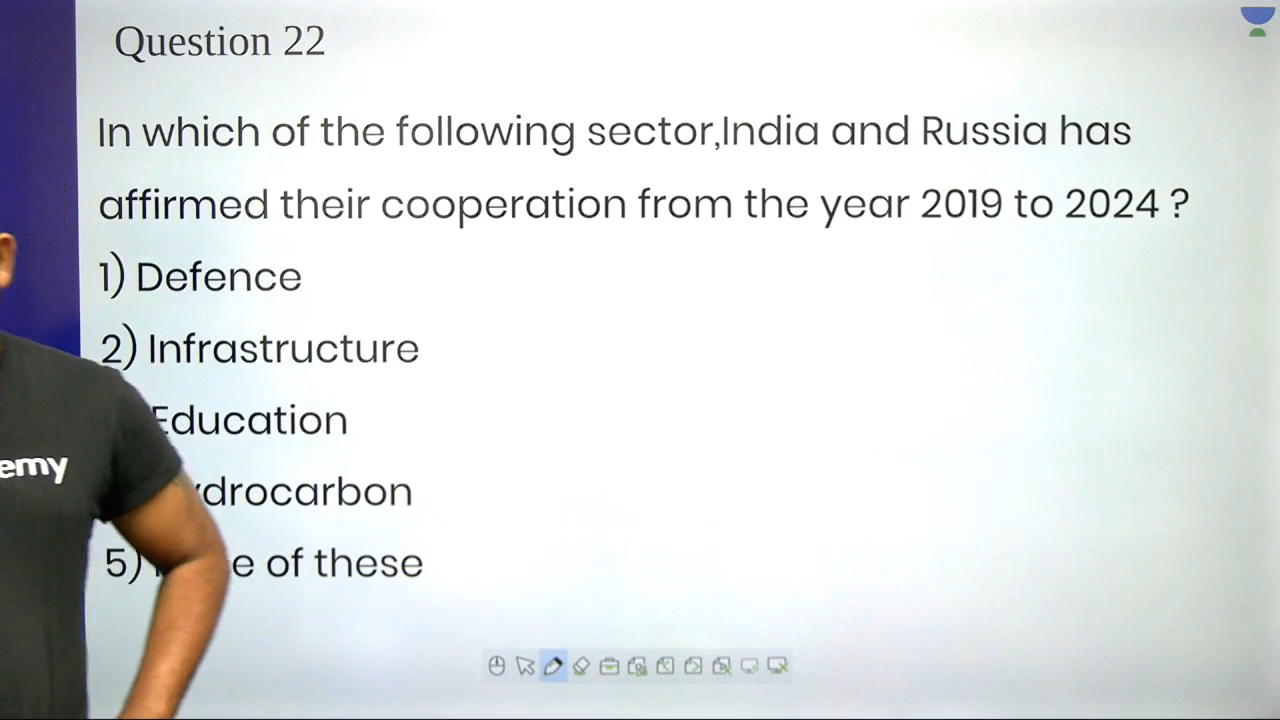 Question 22
In which of the following sector,India and Russia has
affirmed their cooperation from the year 2019 to 2024 ?
1) Defence
2) Infrastructure
Education
drocarbon
5) e of these
emy